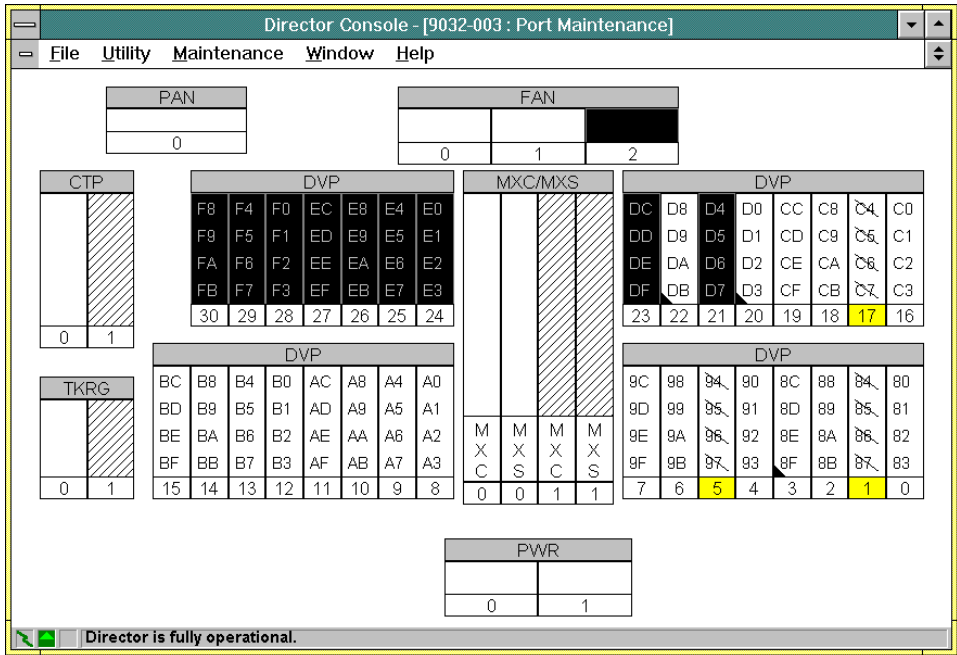 Director Console - [9032-003 : Port Maintenance]
File Utility Maintenance Window Help
PAN FAN
0 0 1 2
CTP DVP MXC/MXS DVP
F8 F4 F0 EC E8 E4 E0 DC D8 D4 D0 CC C8 C4 C0
F9 F5 F1 ED E9 E5 E1 DD D9 D5 D1 CD C9 C5 C1
FA F6 F2 EE EA E6 E2 DE DA D6 D2 CE CA C6 C2
FB F7 F3 EF EB E7 E3 DF DB D7 D3 CF CB C7 C3
30 29 28 27 26 25 24 23 22 21 20 19 18 17 16
0 1
DVP DVP
TKRG
BC B8 B4 B0 AC A8 A4 A0 9C 98 94 90 8C 88 84 80
BD B9 B5 B1 AD A9 A5 A1 9D 99 95 91 8D 89 85 81
BE BA B6 B2 AE AA A6 A2 9E 9A 96 92 8E 8A 86 82
BF BB B7 B3 AF AB A7 A3 9F 9B 97 93 8F 8B 87 83
MXC MXS MXC MXS
0 1 15 14 13 12 11 10 9 8 0 0 1 1 7 6 5 4 3 2 1 0
PWR
0 1
Director is fully operational.